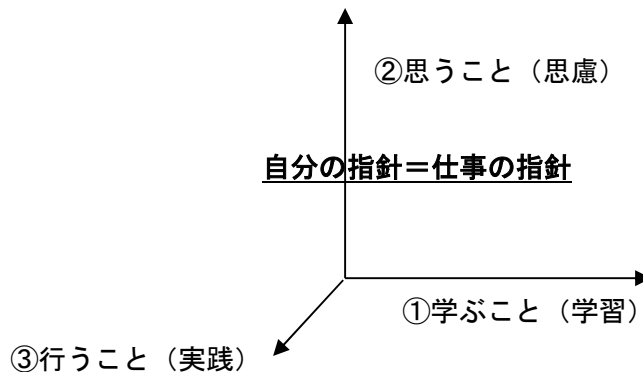 ②思うこと（思慮）
自分の指針＝仕事の指針
①学ぶこと（学習）
③行うこと（実践）